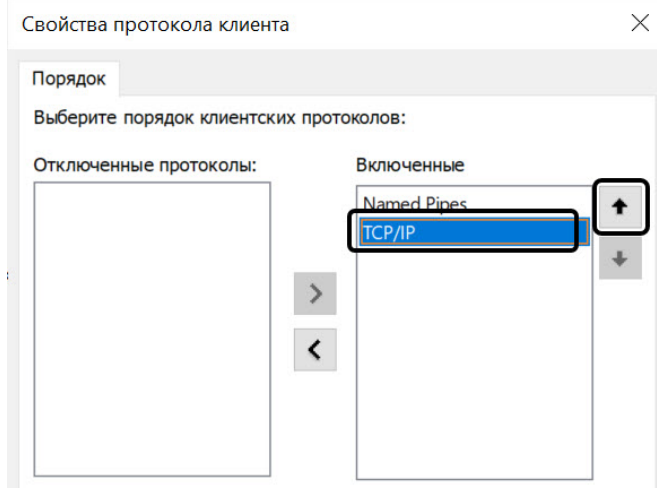 Свойства протокола клиента
Порядок
Выберите порядок клиентских протоколов:
Отключенные протоколы:
Включенные
Named Pipes
TCP/IP